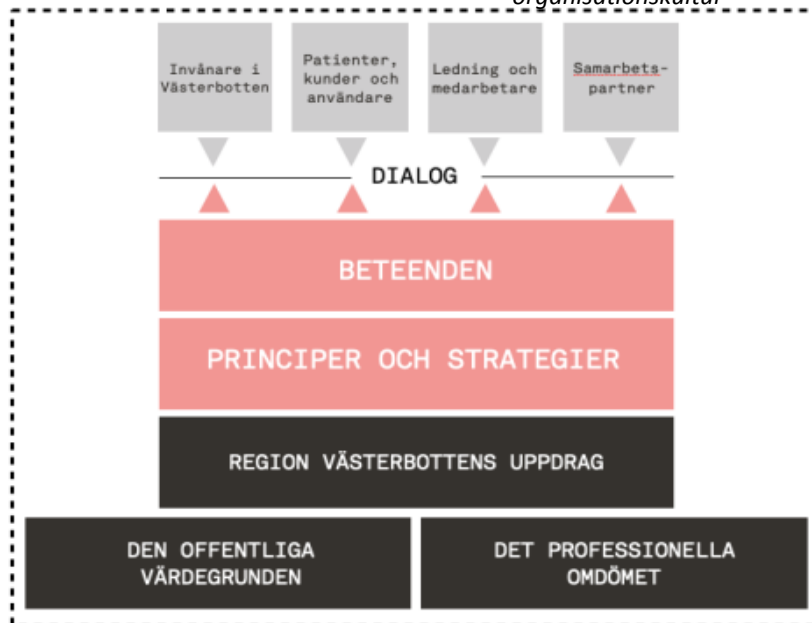 organisationskultur
Invånare i
Västerbotten
Patienter,
kunder och
användare
Ledning och
medarbetare
Samarbets-
partner
DIALOG
BETEENDEN
PRINCIPER OCH STRATEGIER
REGION VÄSTERBOTTENS UPPDRAG
DEN OFFENTLIGA
VÄRDEGRUNDEN
DET PROFESSIONELLA
OMDÖMET